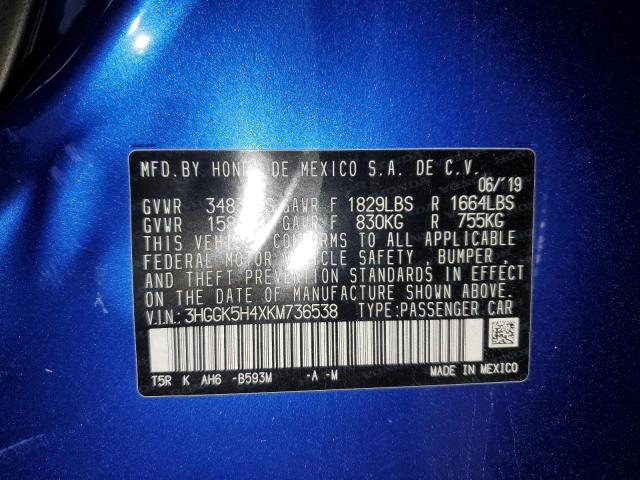 MFD.BY HONDA DE MEXICO S.A. DE C.V.
06/'19
GVWR GAWR F 1829LBS R 1664LBS
GVWR GAWR F 830KG R 755KG
THIS VEHICLE CONFORMS TO ALL APPLICABLE
FEDERAL MOTOR VEHICLE SAFETY ,BUMPER ,
AND THEFT PREVENTION STANDARDS IN EFFECT
ON THE DATE OF MANUFACTURE SHOWN ABOVE.
V.I.N.: 3HGGK5H4XKM736538 TYPE:PASSENGER CAR
T5R K AH6 -B593M -A -M MADE IN MEXICO